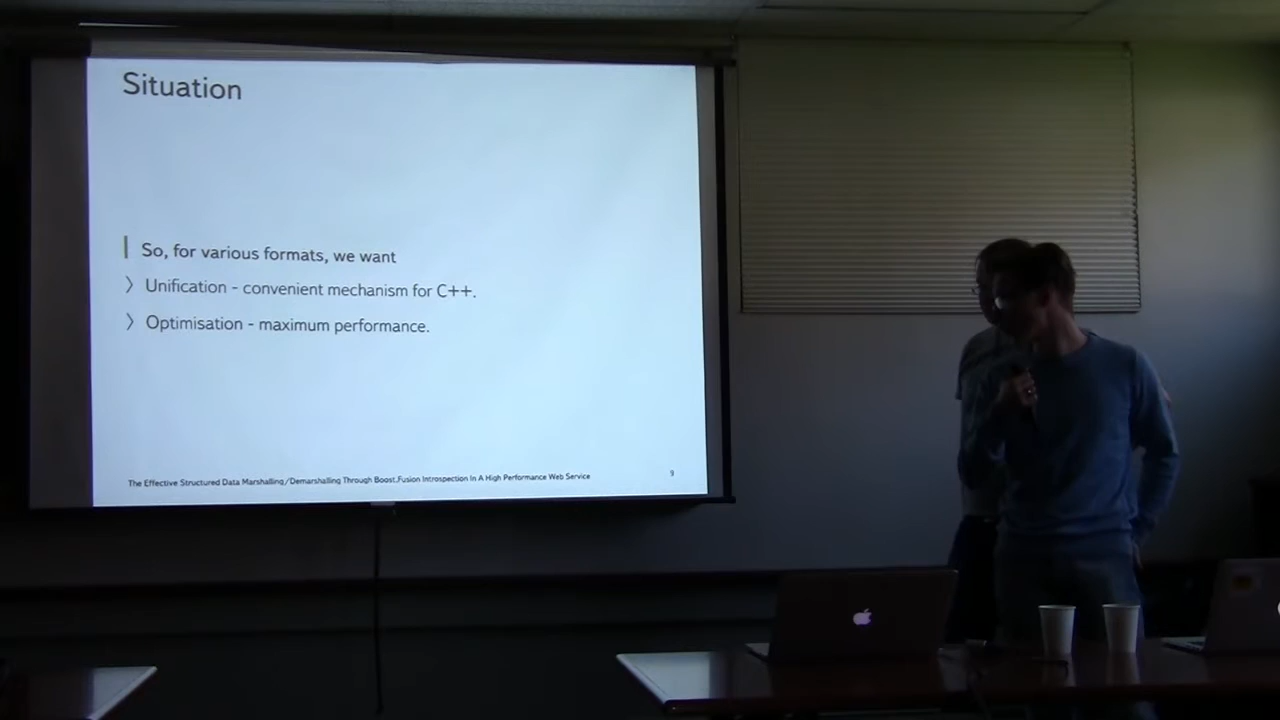 Situation
So, for various formats, we want
〉 Unification - convenient mechanism for C++.
〉 Optimisation - maximum performance.
The Effective Structured Data Marshalling/Demarshalling Through Boost.Fusion Introspection In A High Performance Web Service
9